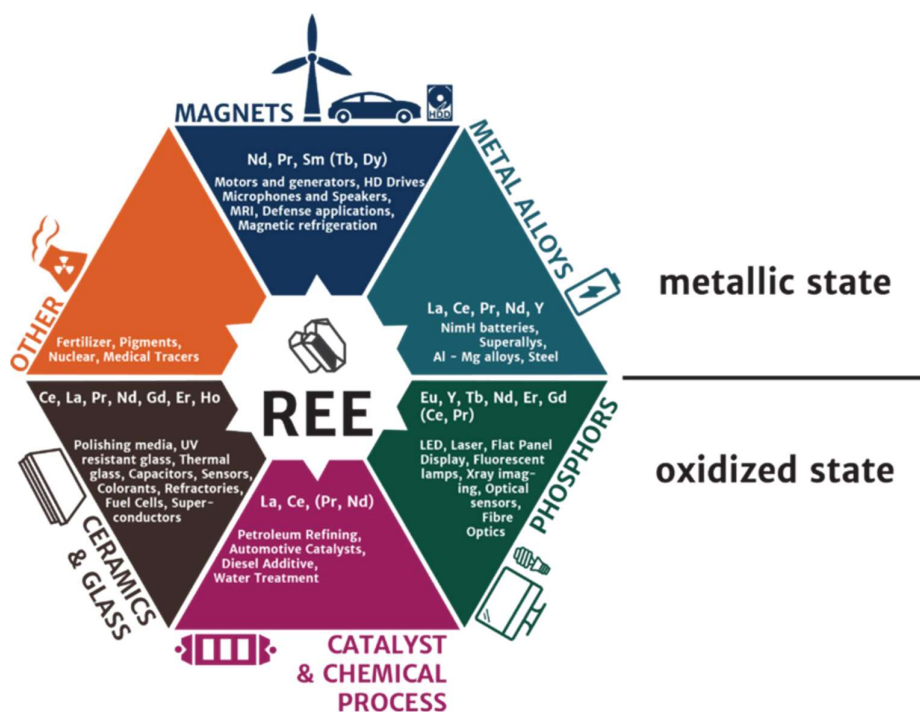 MAGNETS
HDD
Nd, Pr, Sm (Tb, Dy)
Motors and generators, HD Drives
Microphones and Speakers,
MRI, Defense applications,
Magnetic refrigeration
METAL ALLOYS
La, Ce, Pr, Nd, Y
NimH batteries,
Superallys,
Al - Mg alloys, Steel
metallic state
OTHER
Fertilizer, Pigments,
Nuclear, Medical Tracers
REE
Ce, La, Pr, Nd, Gd, Er, Ho
Polishing media, UV
resistant glass, Thermal
glass, Capacitors, Sensors,
Colorants, Refractories,
Fuel Cells, Super-
conductors
CERAMICS
& GLASS
Eu, Y, Tb, Nd, Er, Gd
(Ce, Pr)
LED, Laser, Flat Panel
Display, Fluorescent
lamps, Xray imag-
ing, Optical
sensors,
Fibre
Optics
PHOSPHORS
oxidized state
La, Ce, (Pr, Nd)
Petroleum Refining,
Automotive Catalysts,
Diesel Additive,
Water Treatment
CATALYST
& CHEMICAL
PROCESS